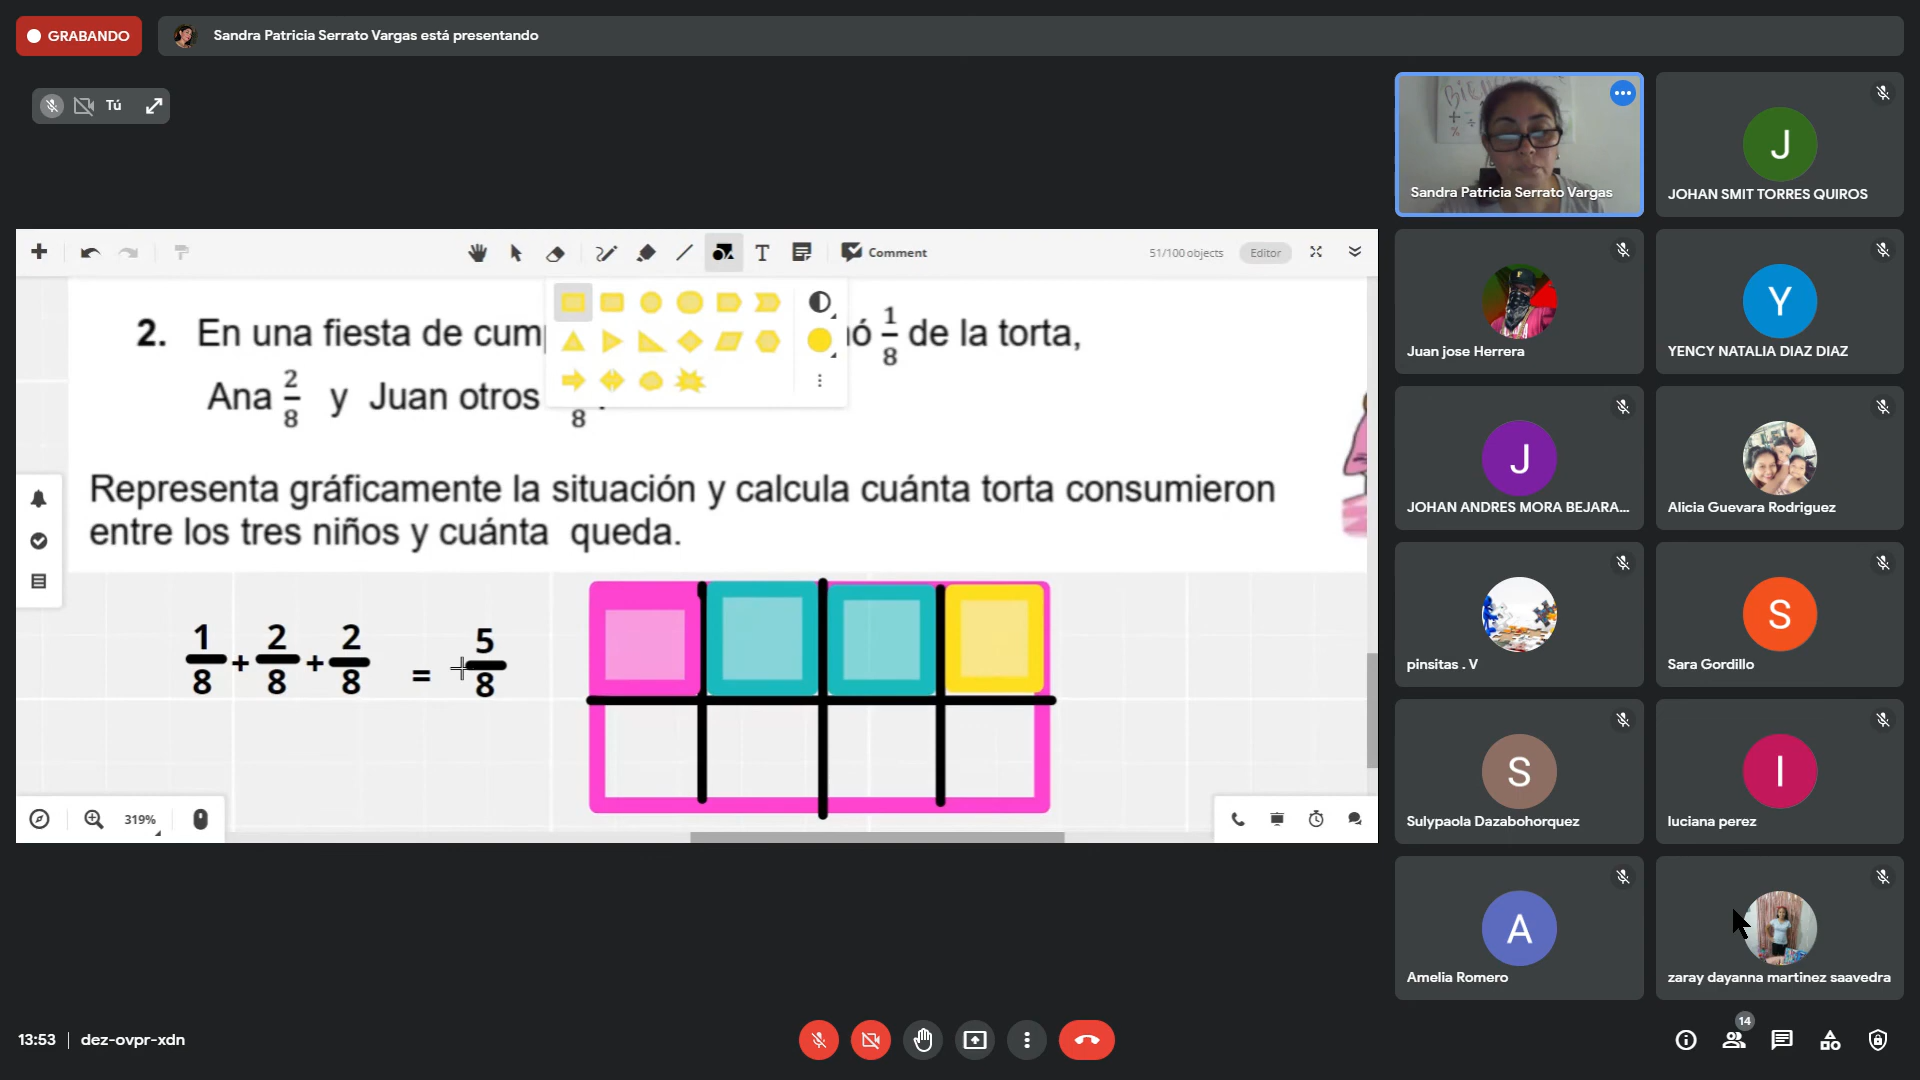 GRABANDO
Sandra Patricia Serrato Vargas está presentando
Tú
Comment
51/100 objects
Editor
2. En una fiesta de cum
ó 1/8 de la torta,
Ana 2/8 y Juan otros
8
Representa gráficamente la situación y calcula cuánta torta consumieron
entre los tres niños y cuánta queda.
1/8 + 2/8 + 2/8 = 5/8
319%
Sandra Patricia Serrato Vargas
JOHAN SMIT TORRES QUIROS
Juan jose Herrera
YENCY NATALIA DIAZ DIAZ
JOHAN ANDRES MORA BEJARA...
Alicia Guevara Rodriguez
pinsitas . V
Sara Gordillo
Sulypaola Dazabohorquez
luciana perez
Amelia Romero
zaray dayanna martinez saavedra
J
Y
J
S
S
I
A
13:53 | dez-ovpr-xdn
14